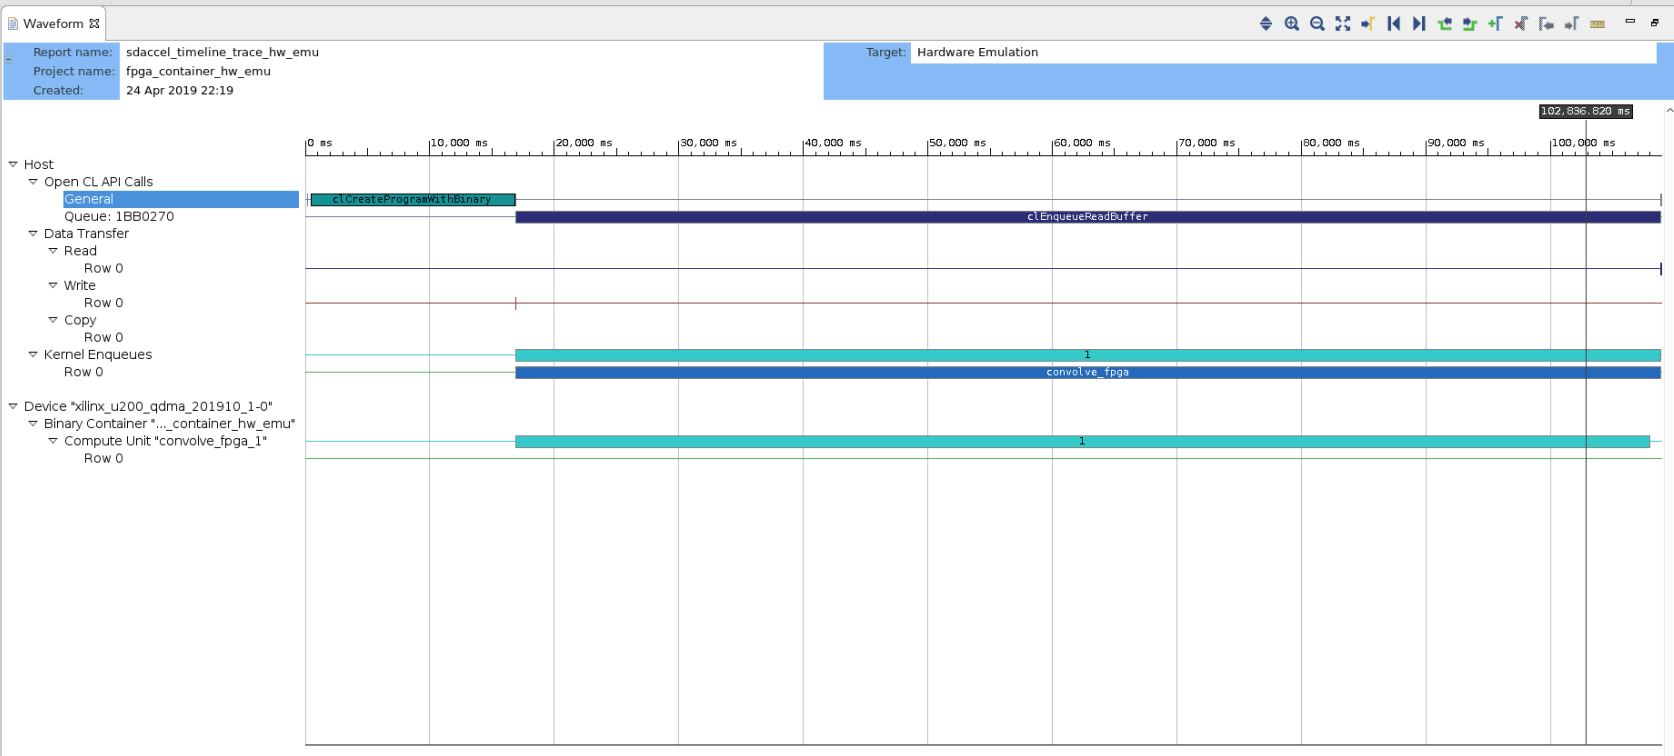 Waveform
Report name: sdaccel_timeline_trace_hw_emu Target: Hardware Emulation
Project name: fpga_container_hw_emu
Created: 24 Apr 2019 22:19
102,836.820 ms
0 ms 10,000 ms 20,000 ms 30,000 ms 40,000 ms 50,000 ms 60,000 ms 70,000 ms 80,000 ms 90,000 ms 100,000 ms
Host
Open CL API Calls
General clCreateProgramWithBinary
Queue: 1BB0270 clEnqueueReadBuffer
Data Transfer
Read
Row 0
Write
Row 0
Copy
Row 0
Kernel Enqueues 1
Row 0 convolve_fpga
Device "xilinx_u200_qdma_201910_1-0"
Binary Container "..._container_hw_emu"
Compute Unit "convolve_fpga_1" 1
Row 0